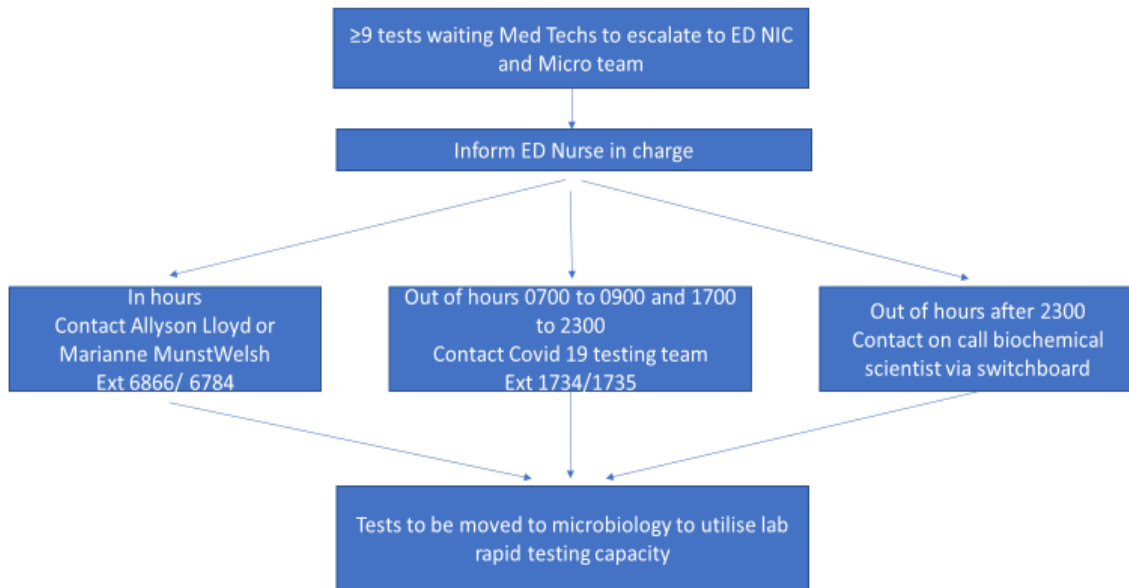 ≥9 tests waiting Med Techs to escalate to ED NIC
and Micro team
Inform ED Nurse in charge
In hours
Contact Allyson Lloyd or
Marianne MunstWelsh
Ext 6866/ 6784
Out of hours 0700 to 0900 and 1700
to 2300
Contact Covid 19 testing team
Ext 1734/1735
Out of hours after 2300
Contact on call biochemical
scientist via switchboard
Tests to be moved to microbiology to utilise lab
rapid testing capacity